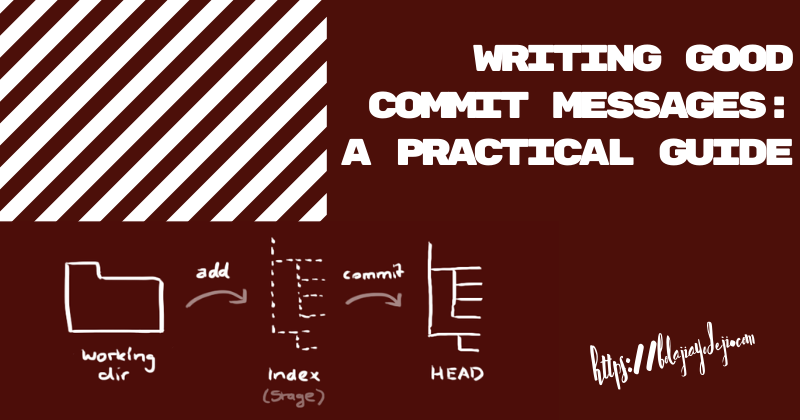 WRITING GOOD
COMMIT MESSAGES:
A PRACTICAL GUIDE
add
commit
working
dir
Index
(Stage)
HEAD
https://bolajiayodeji.com